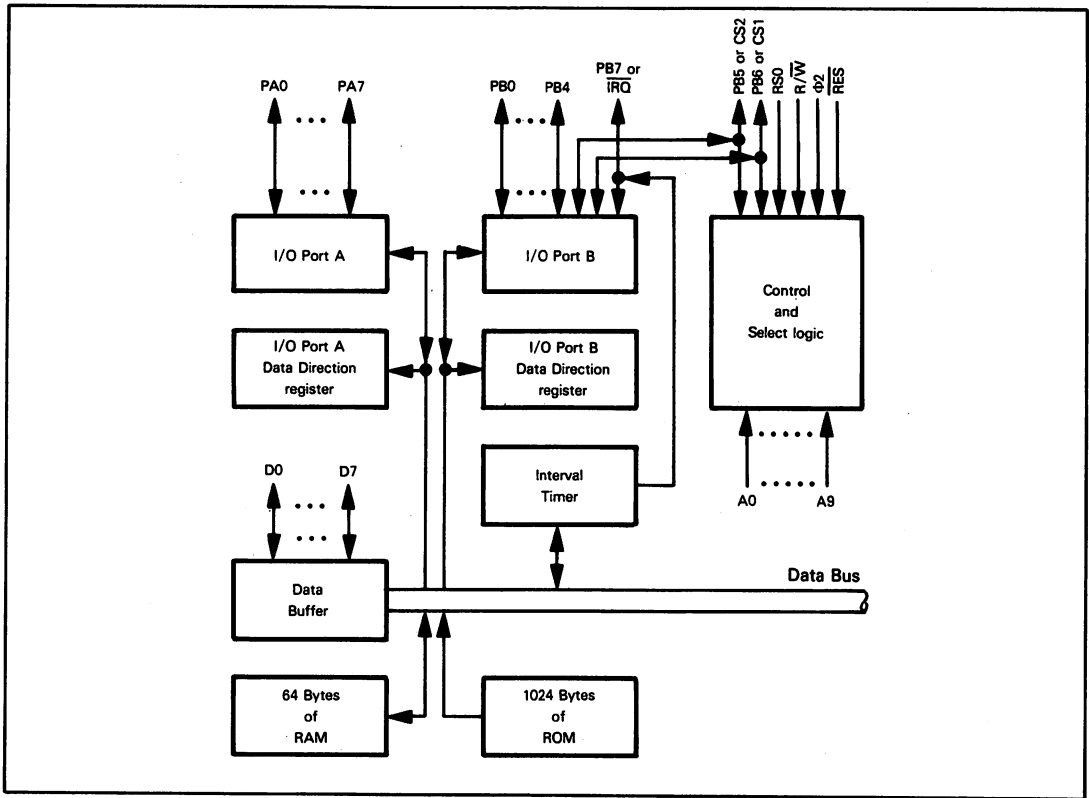 PA0 ... PA7
PB0 ... PB4
PB7 or
IRQ
PB5 or CS2
PB6 or CS1
RS0
R/W
Φ2
RES
I/O Port A
I/O Port B
Control
and
Select logic
I/O Port A
Data Direction
register
I/O Port B
Data Direction
register
Interval
Timer
A0 ..... A9
D0 ... D7
Data
Buffer
Data Bus
64 Bytes
of
RAM
1024 Bytes
of
ROM